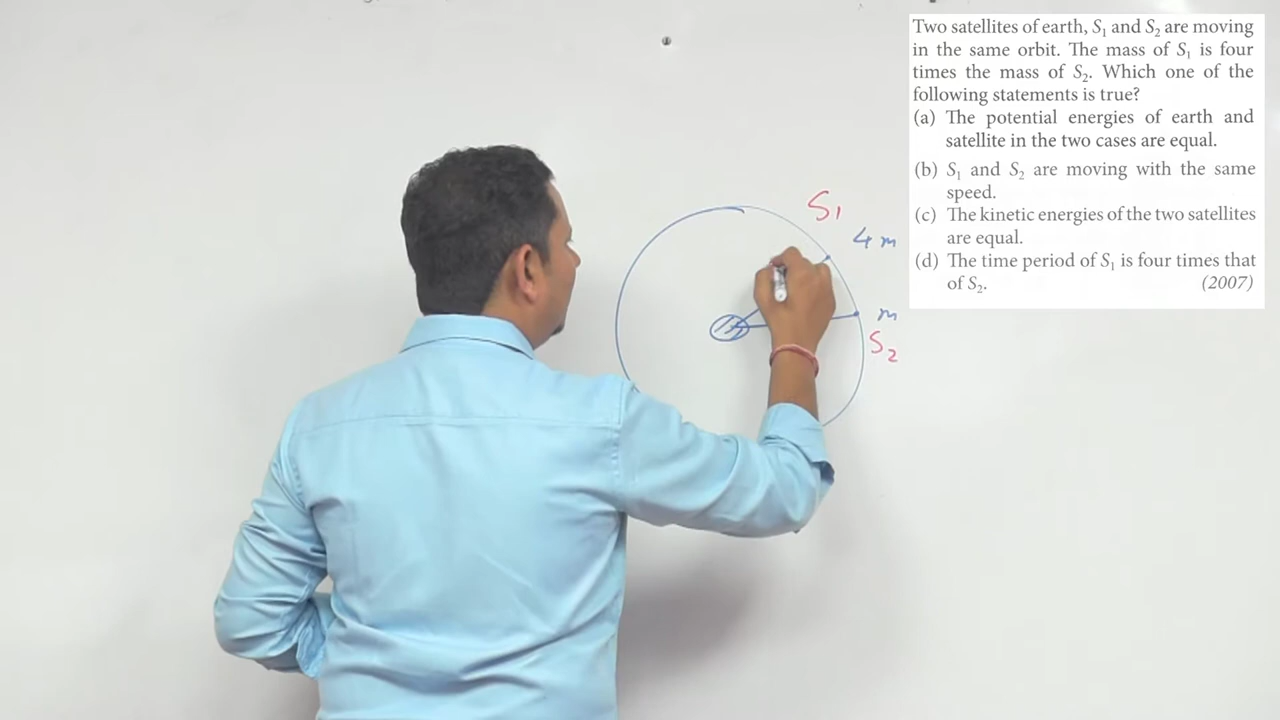 Two satellites of earth, S₁ and S₂ are moving
in the same orbit. The mass of S₁ is four
times the mass of S₂. Which one of the
following statements is true?
(a) The potential energies of earth and
satellite in the two cases are equal.
(b) S₁ and S₂ are moving with the same
speed.
(c) The kinetic energies of the two satellites
are equal.
(d) The time period of S₁ is four times that
of S₂. (2007)
S₁
4m
m
S₂